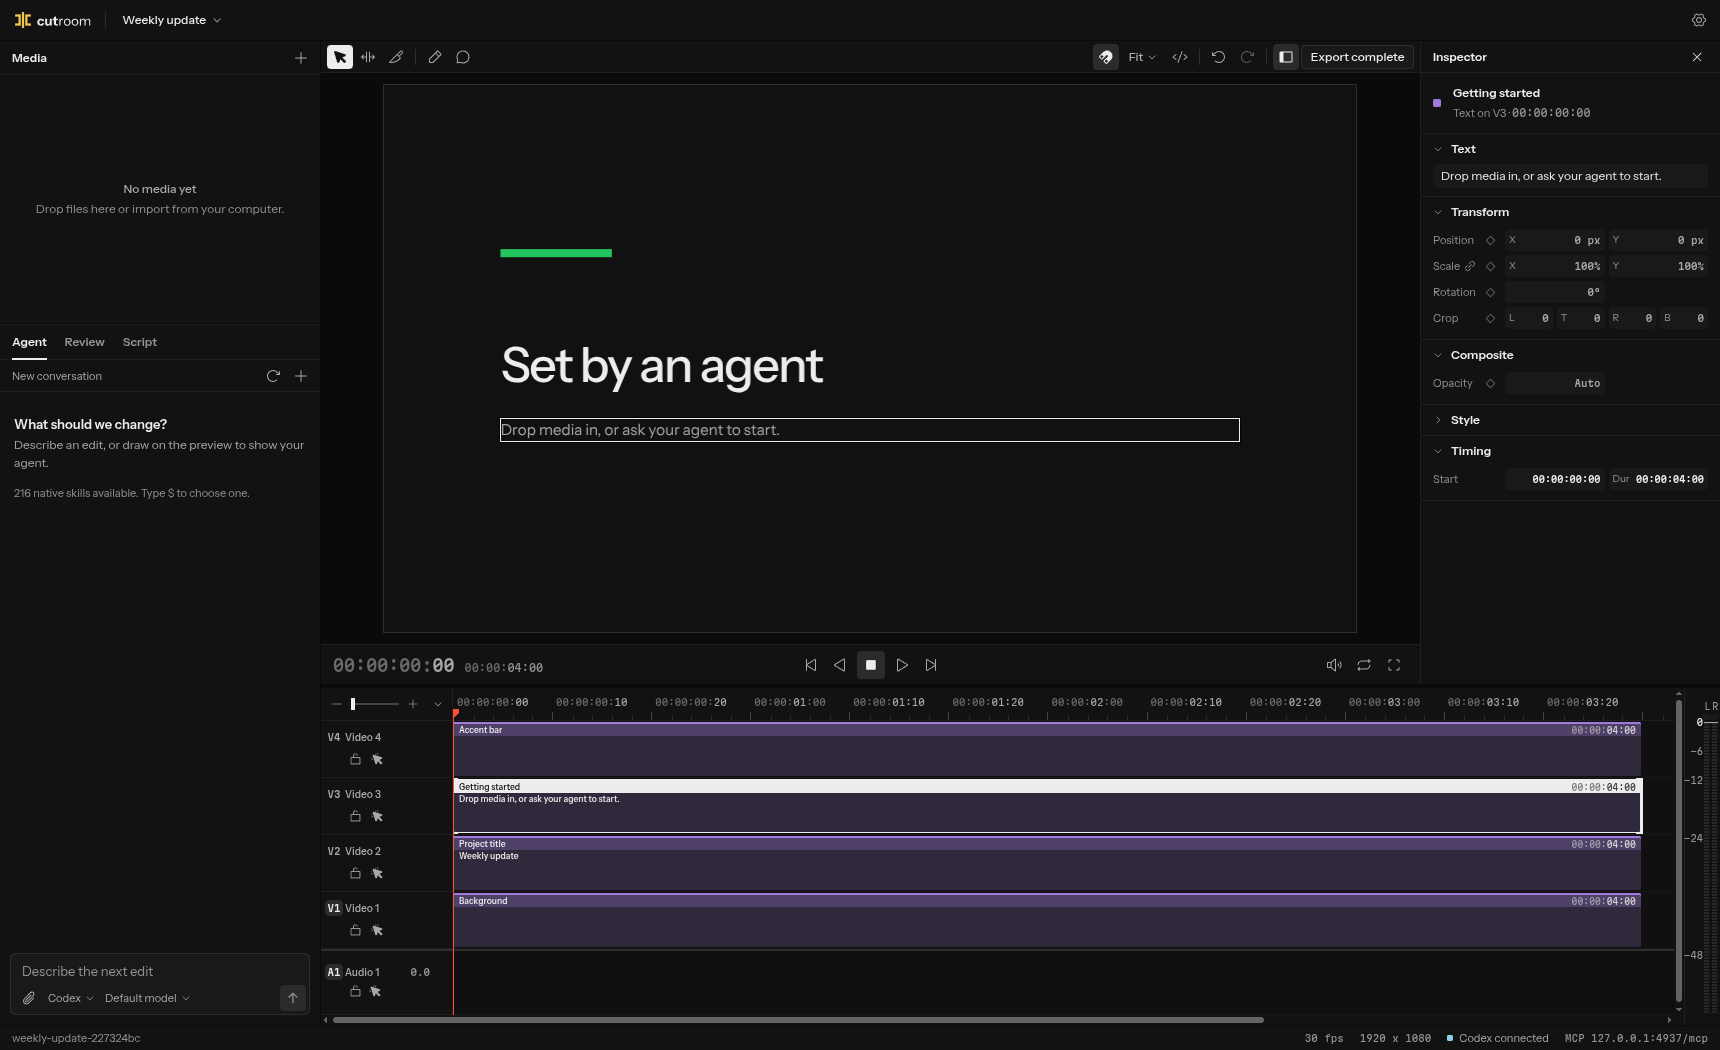 cutroom
Weekly update
Media
Fit
Export complete
Inspector
No media yet
Drop files here or import from your computer.
Agent
Review
Script
New conversation
What should we change?
Describe an edit, or draw on the preview to show your
agent.
216 native skills available. Type $ to choose one.
Describe the next edit
Codex
Default model
Set by an agent
Drop media in, or ask your agent to start.
Getting started
Text on V3·00:00:00:00
Text
Drop media in, or ask your agent to start.
Transform
Position X 0 px Y 0 px
Scale X 100% Y 100%
Rotation 0°
Crop L 0 T 0 R 0 B 0
Composite
Opacity Auto
Style
Timing
Start 00:00:00:00 Dur 00:00:04:00
00:00:00:00 00:00:04:00
00:00:00:00 00:00:00:10 00:00:00:20 00:00:01:00 00:00:01:10 00:00:01:20 00:00:02:00 00:00:02:10 00:00:02:20 00:00:03:00 00:00:03:10 00:00:03:20
L R
V4 Video 4
Accent bar 00:00:04:00
V3 Video 3
Getting started 00:00:04:00
Drop media in, or ask your agent to start.
V2 Video 2
Project title 00:00:04:00
Weekly update
V1 Video 1
Background 00:00:04:00
A1 Audio 1 0.0
0
-6
-12
-24
-48
weekly-update-227324bc
30 fps 1920 x 1080 Codex connected MCP 127.0.0.1:4937/mcp